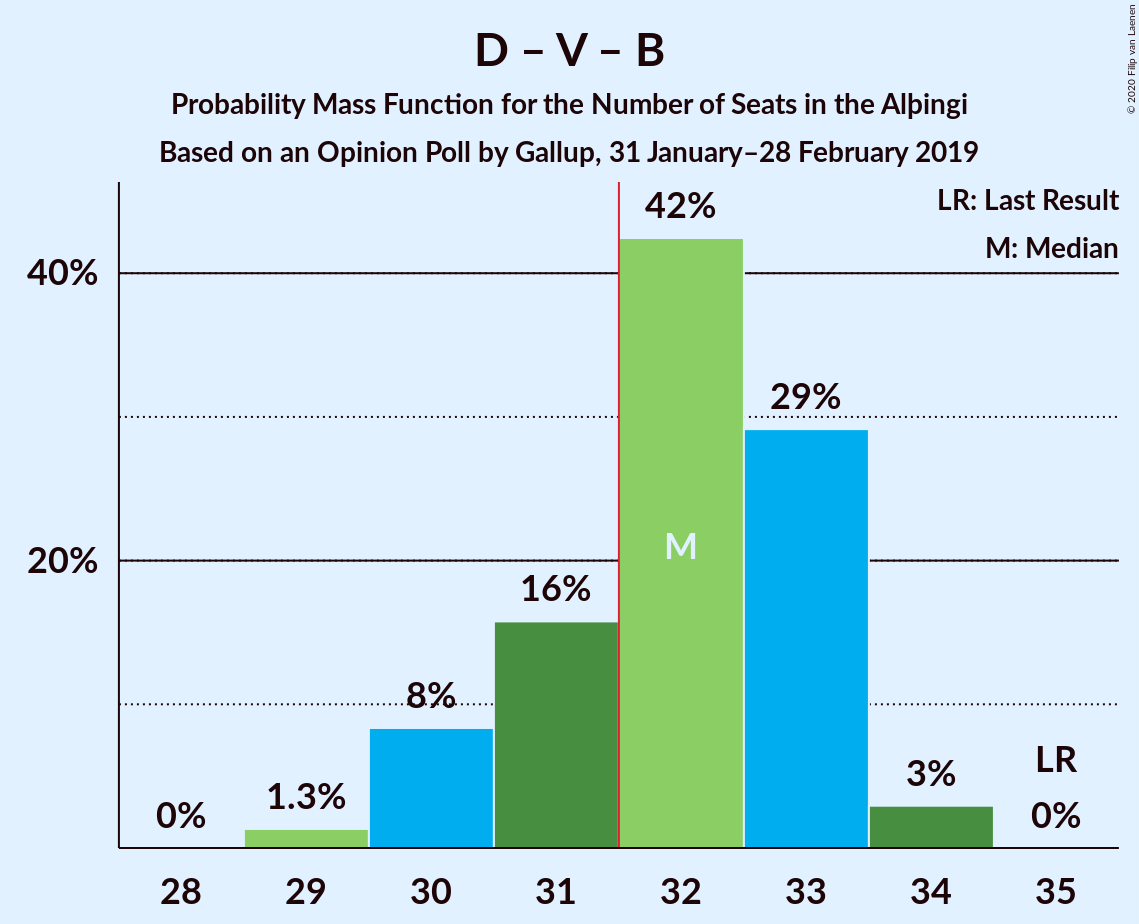 D – V – B
Probability Mass Function for the Number of Seats in the Alþingi
Based on an Opinion Poll by Gallup, 31 January–28 February 2019
© 2020 Filip van Laenen
LR: Last Result
M: Median
42%
40%
29%
M
20%
16%
8%
LR
3%
1.3%
0%
0%
28 29 30 31 32 33 34 35